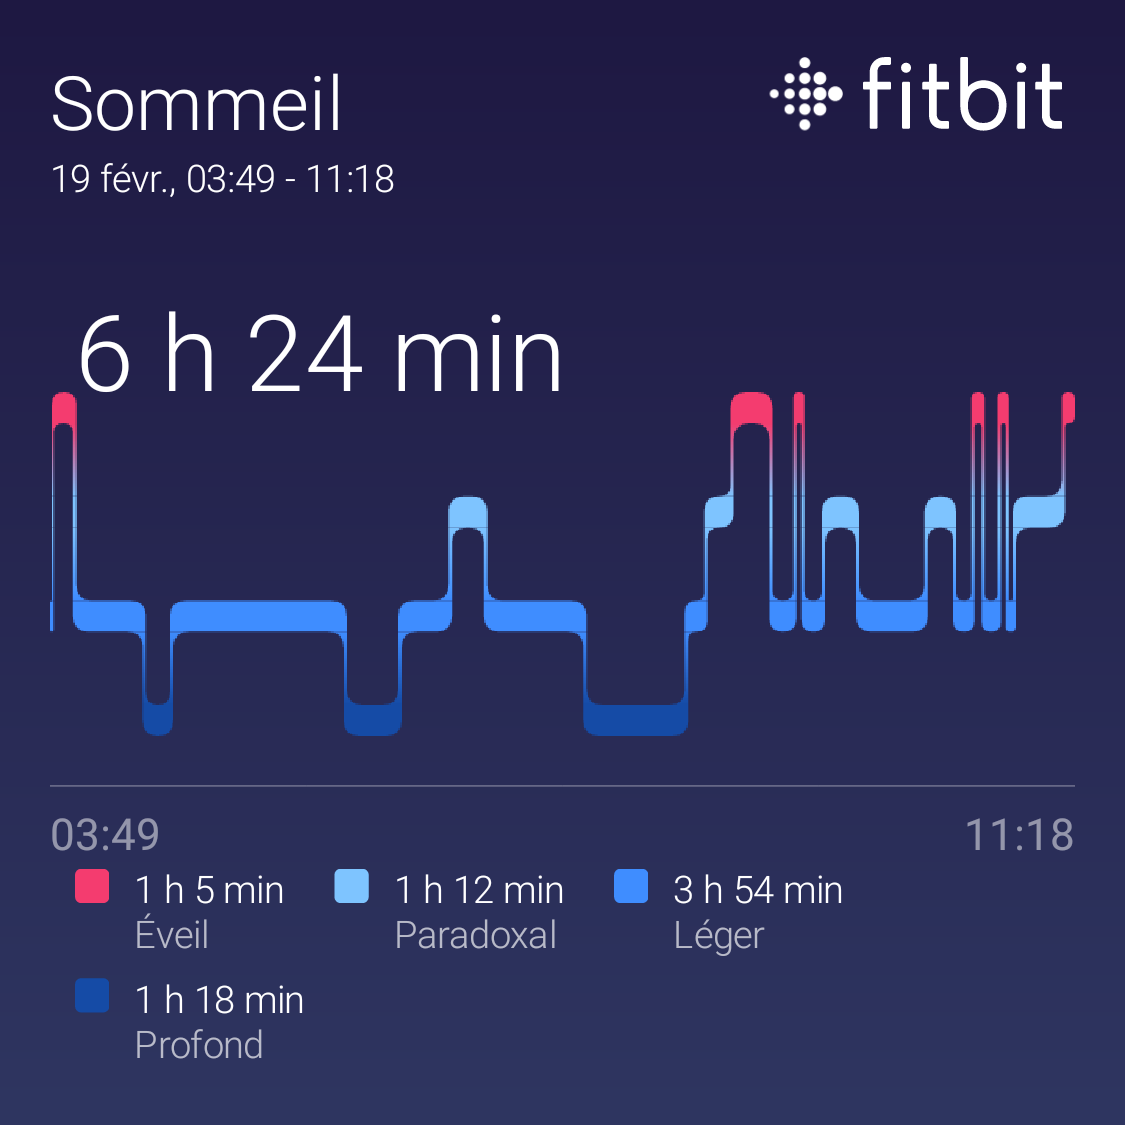 Sommeil
fitbit
19 févr., 03:49 - 11:18
6 h 24 min
03:49
11:18
1 h 5 min
Éveil
1 h 12 min
Paradoxal
3 h 54 min
Léger
1 h 18 min
Profond